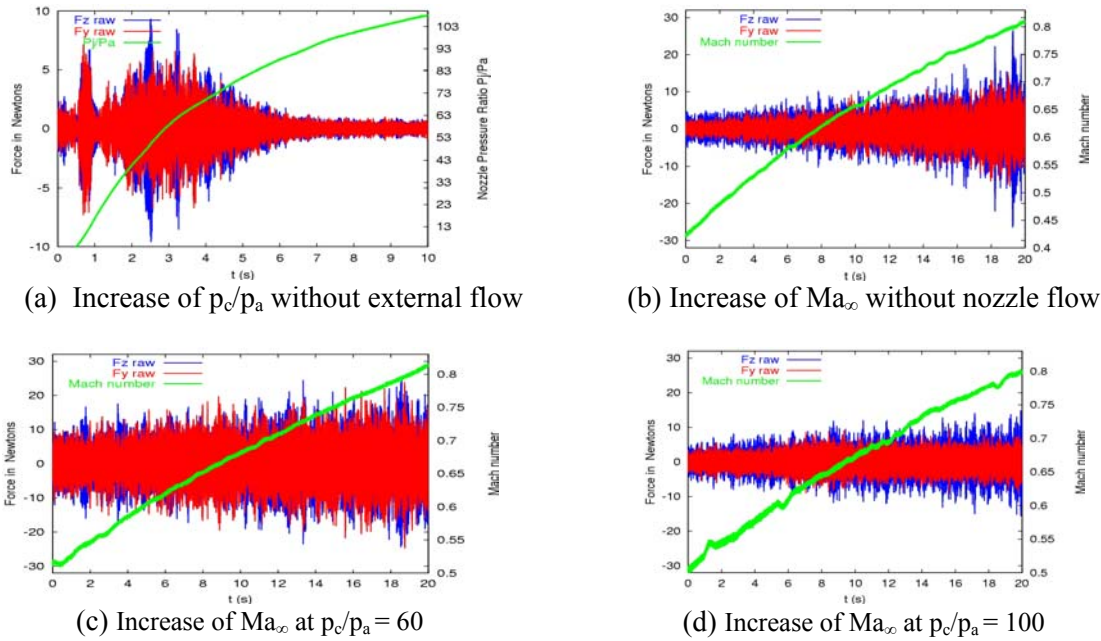 Fz raw
Fy raw
Pj/Pa
10
5
0
-5
10
Force in Newtons
103
93
83
73
63
53
43
33
23
13
Nozzle Pressure Ratio Pj/Pa
0 1 2 3 4 5 6 7 8 9 10
t (s)
(a) Increase of pc/pa without external flow
Fz raw
Fy raw
Mach number
30
20
10
0
-10
-20
-30
Force in Newtons
0.8
0.75
0.7
0.65
0.6
0.55
0.5
0.45
0.4
Mach number
0 2 4 6 8 10 12 14 16 18 20
t (s)
(b) Increase of Ma∞ without nozzle flow
Fz raw
Fy raw
Mach number
30
20
10
0
-10
-20
-30
Force in Newtons
0.8
0.75
0.7
0.65
0.6
0.55
0.5
Mach number
0 2 4 6 8 10 12 14 16 18 20
t (s)
(c) Increase of Ma∞ at pc/pa = 60
Fz raw
Fy raw
Mach number
30
20
10
0
-10
-20
-30
Force in Newtons
0.8
0.75
0.7
0.65
0.6
0.55
0.5
Mach number
0 2 4 6 8 10 12 14 16 18 20
t (s)
(d) Increase of Ma∞ at pc/pa = 100